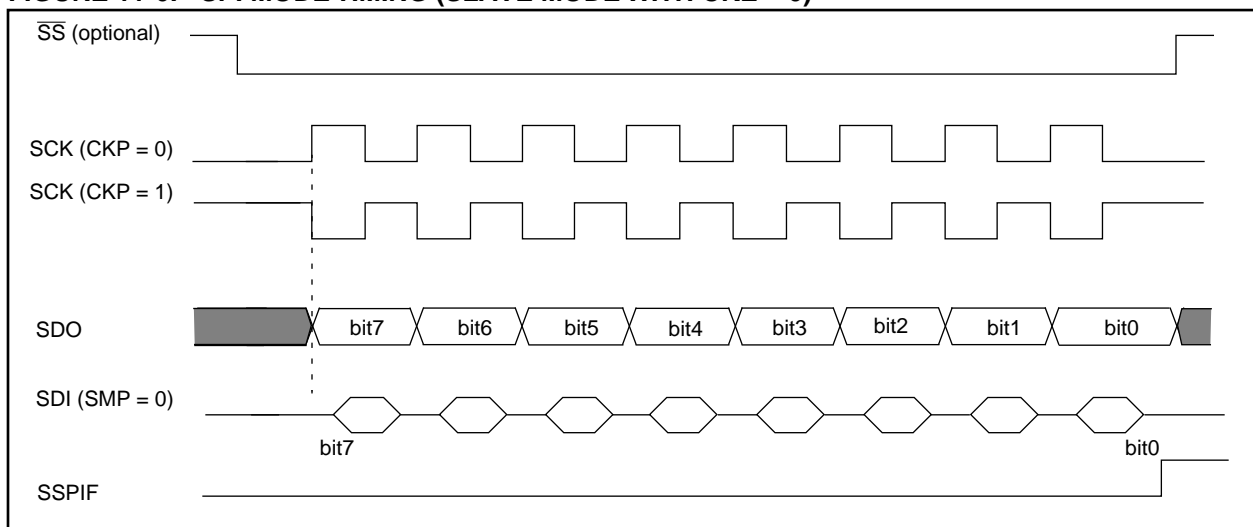 SS (optional)
SCK (CKP = 0)
SCK (CKP = 1)
SDO
bit7 bit6 bit5 bit4 bit3 bit2 bit1 bit0
SDI (SMP = 0)
bit7 bit0
SSPIF